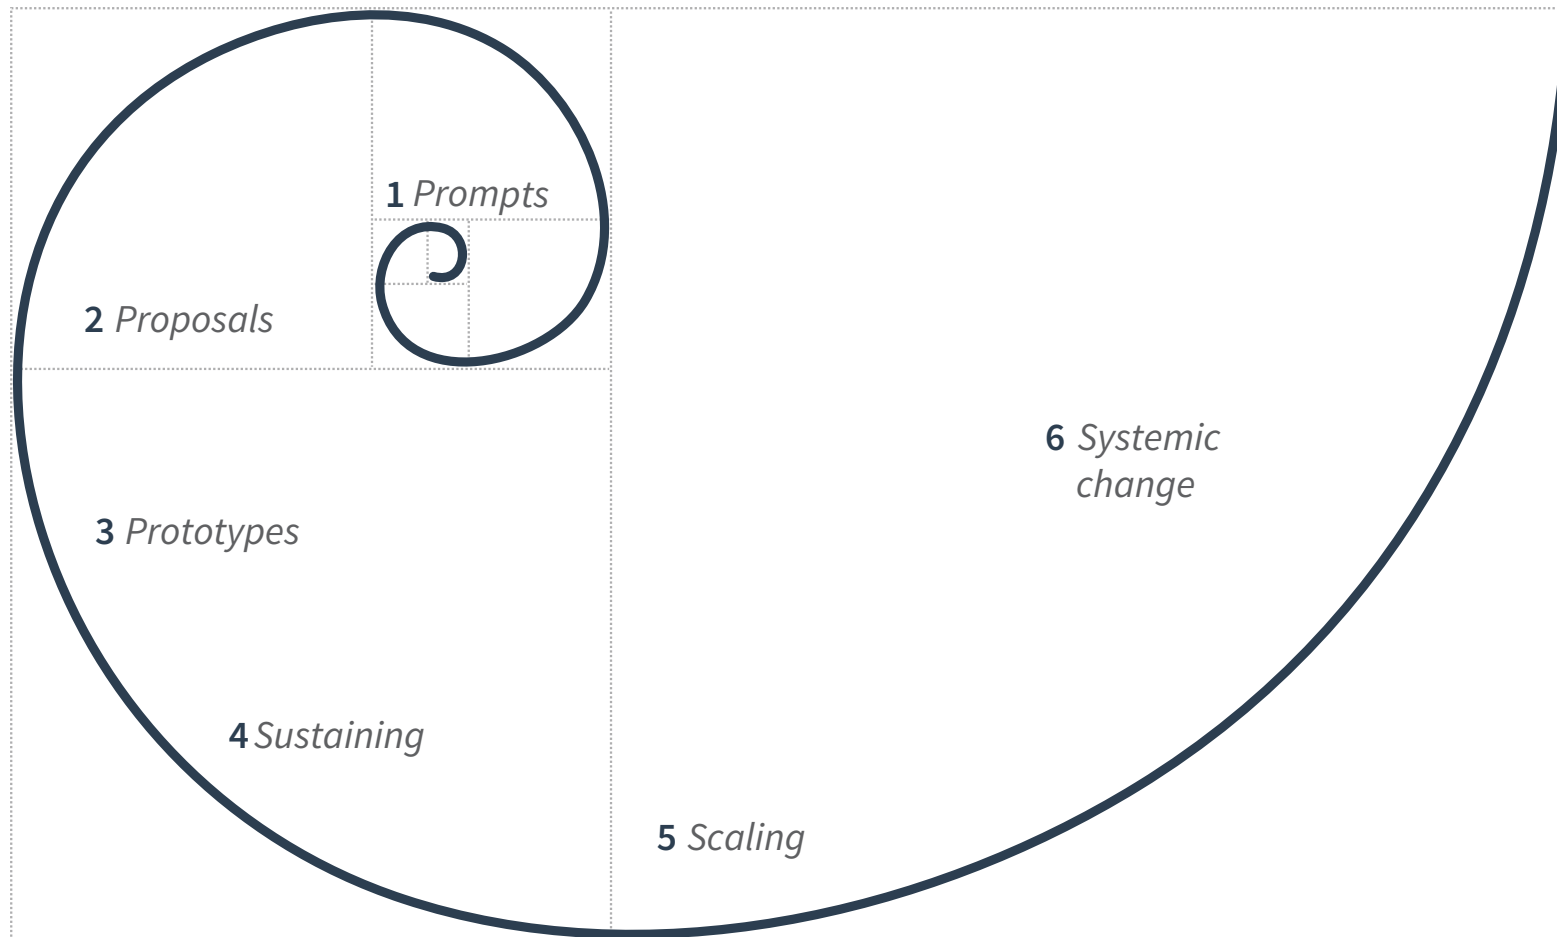 1 Prompts
2 Proposals
3 Prototypes
4 Sustaining
5 Scaling
6 Systemic
change